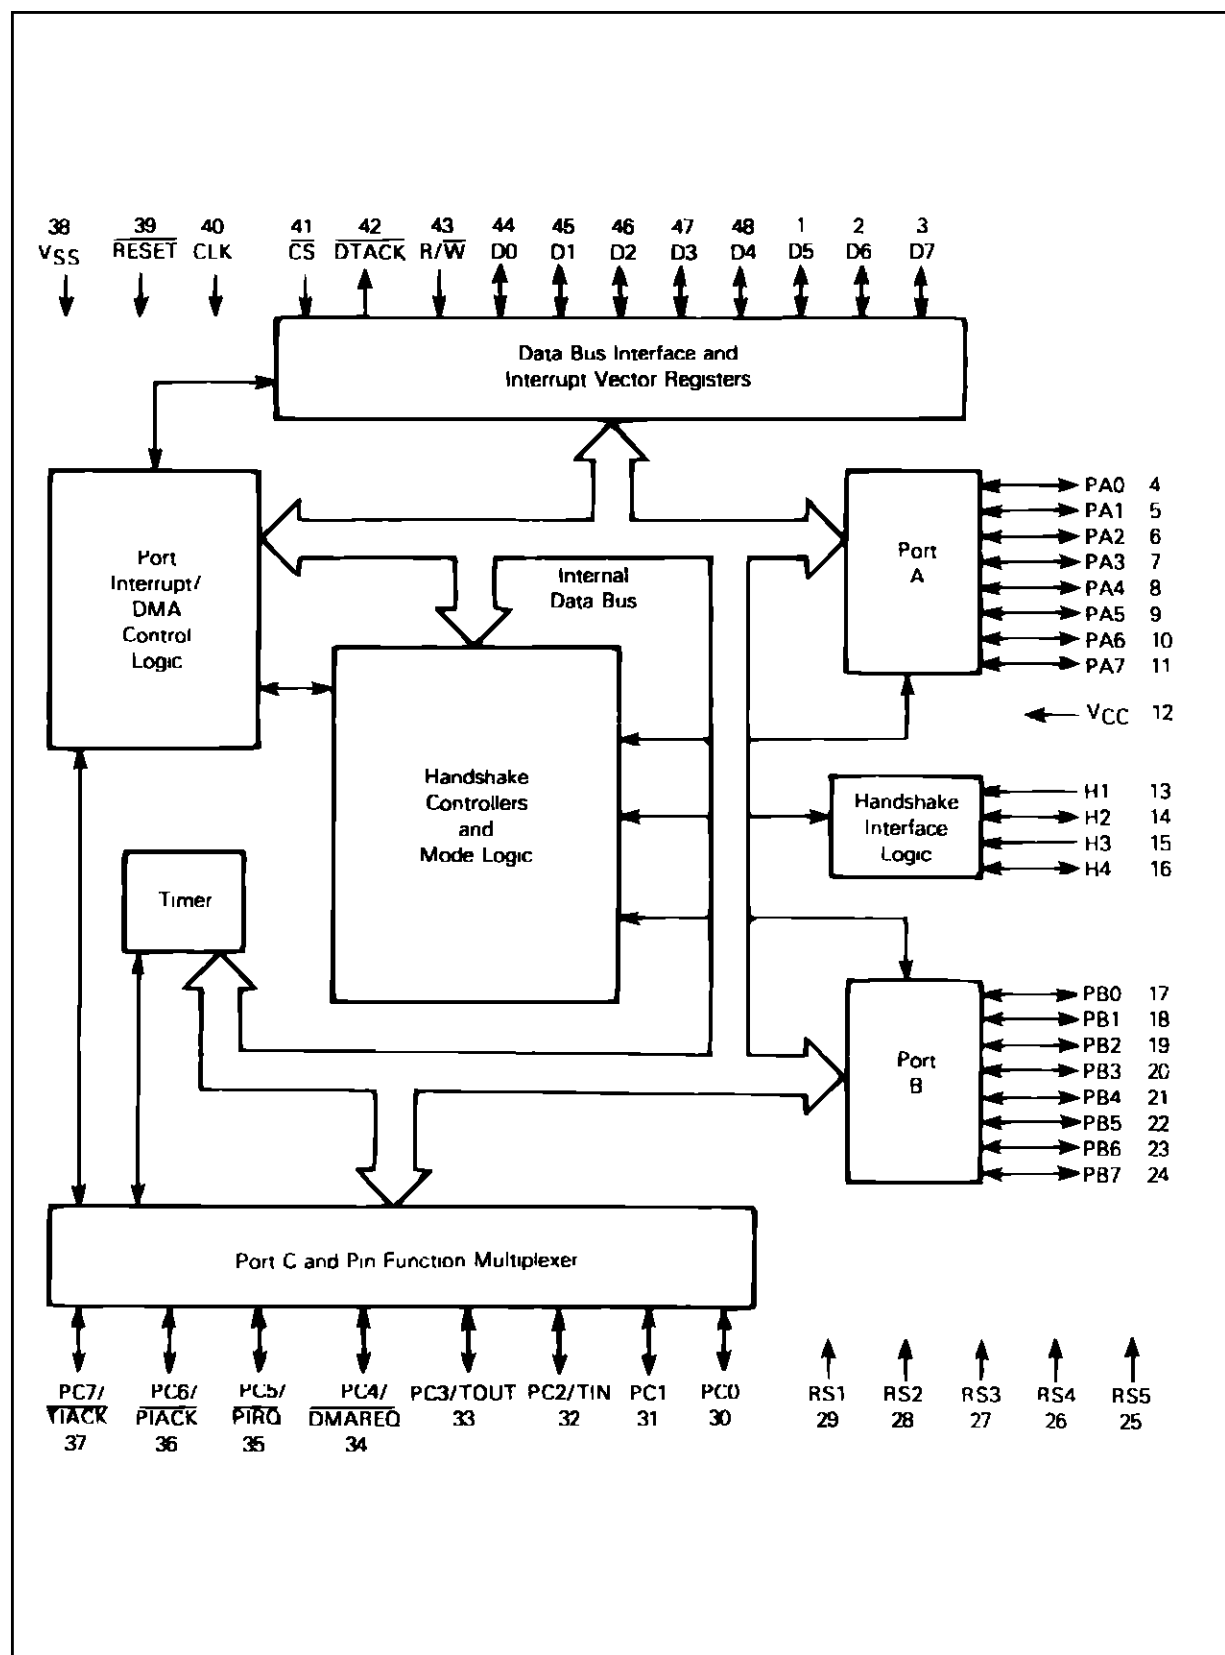 38 39 40 41 42 43 44 45 46 47 48 1 2 3
VSS RESET CLK CS DTACK R/W D0 D1 D2 D3 D4 D5 D6 D7
Data Bus Interface and
Interrupt Vector Registers
Port
Interrupt/
DMA
Control
Logic
Internal
Data Bus
Port
A
PA0 4
PA1 5
PA2 6
PA3 7
PA4 8
PA5 9
PA6 10
PA7 11
VCC 12
Handshake
Controllers
and
Mode Logic
Handshake
Interface
Logic
H1 13
H2 14
H3 15
H4 16
Timer
Port
B
PB0 17
PB1 18
PB2 19
PB3 20
PB4 21
PB5 22
PB6 23
PB7 24
Port C and Pin Function Multiplexer
PC7/ PC6/ PC5/ PC4/ PC3/TOUT PC2/TIN PC1 PC0 RS1 RS2 RS3 RS4 RS5
TIACK PIACK PIRQ DMAREQ 33 32 31 30 29 28 27 26 25
37 36 35 34